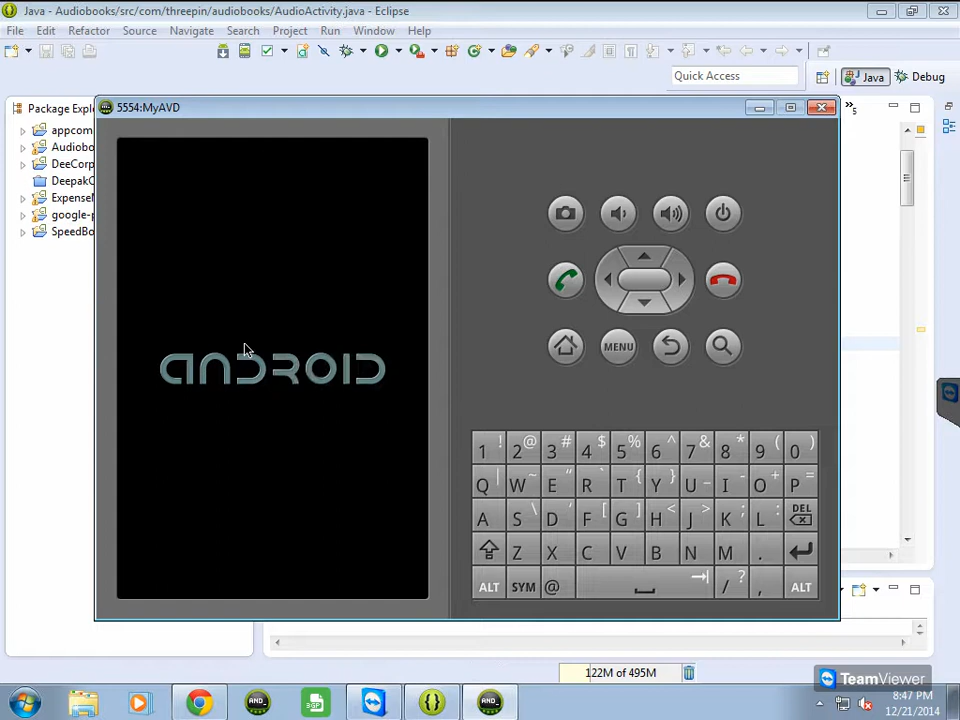 Java - Audiobooks/src/com/threepin/audiobooks/AudioActivity.java - Eclipse
File Edit Refactor Source Navigate Search Project Run Window Help
Quick Access
Java
Debug
5554:MyAVD
Package Explo
appcom
Audiobo
DeeCorp
DeepakC
ExpenseM
google-p
SpeedBo
ANDROID
MENU
1 ! 2 @ 3 # 4 $ 5 % 6 ^ 7 & 8 * 9 ( 0 )
Q | W ~ E " R ` T { Y } U _ I - O + P =
A S \ D ' F [ G ] H < J > K ; L : DEL
Z X C V B N M .
ALT SYM @ / ? , ALT
122M of 495M
TeamViewer
8:47 PM
12/21/2014